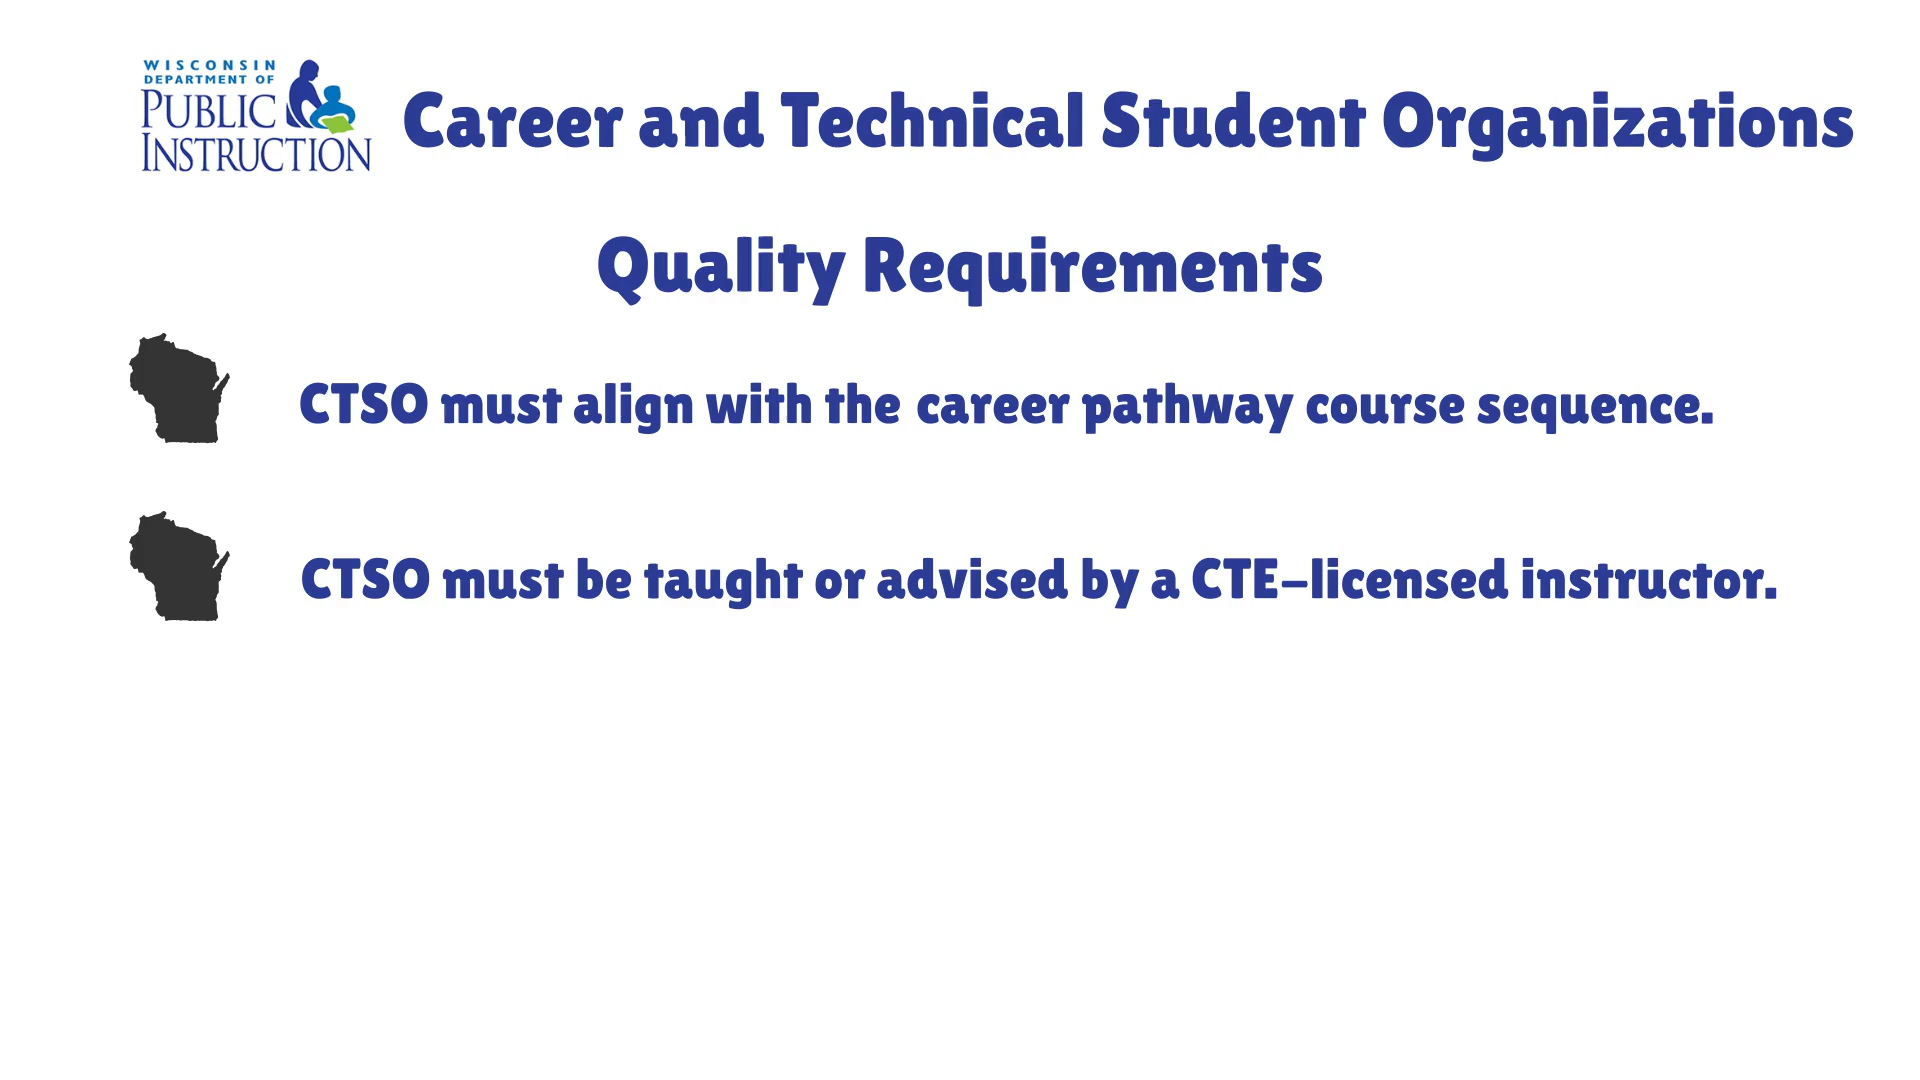 WISCONSIN
DEPARTMENT OF
PUBLIC
INSTRUCTION
Career and Technical Student Organizations
Quality Requirements
CTSO must align with the career pathway course sequence.
CTSO must be taught or advised by a CTE-licensed instructor.